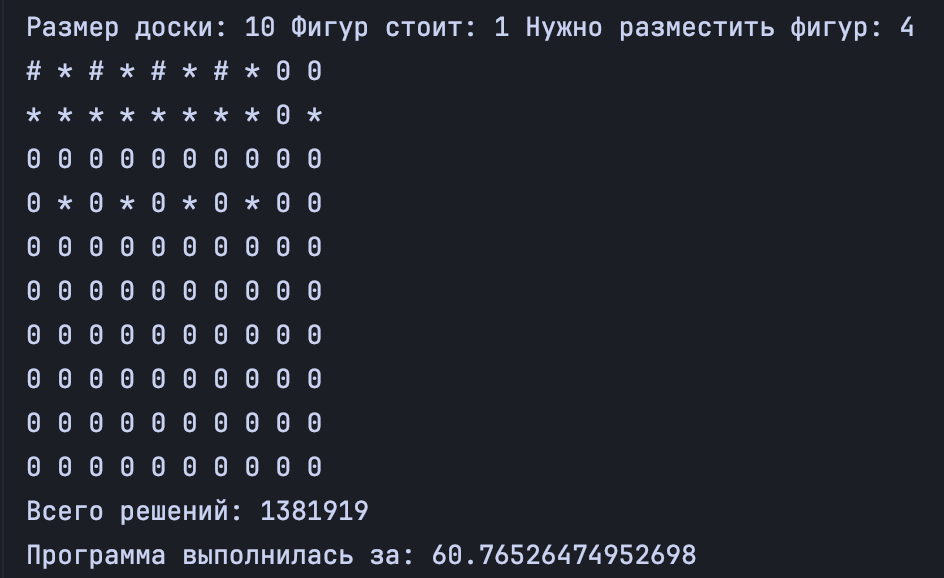 Размер доски: 10 Фигур стоит: 1 Нужно разместить фигур: 4
# * # * # * # * 0 0
* * * * * * * * 0 *
0 0 0 0 0 0 0 0 0 0
0 * 0 * 0 * 0 * 0 0
0 0 0 0 0 0 0 0 0 0
0 0 0 0 0 0 0 0 0 0
0 0 0 0 0 0 0 0 0 0
0 0 0 0 0 0 0 0 0 0
0 0 0 0 0 0 0 0 0 0
0 0 0 0 0 0 0 0 0 0
Всего решений: 1381919
Программа выполнилась за: 60.76526474952698